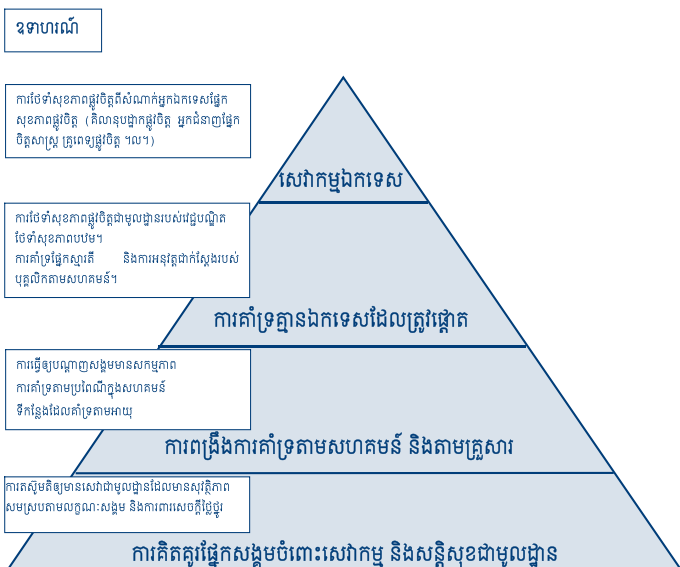 ឧទាហរណ៍
ការថែទាំសុខភាពផ្លូវចិត្តពីសំណាក់អ្នកឯកទេសផ្នែក
សុខភាពផ្លូវចិត្ត (គិលានុបដ្ឋាកផ្លូវចិត្ត អ្នកជំនាញផ្នែក
ចិត្តសាស្ត្រ គ្រូពេទ្យផ្លូវចិត្ត ។ល។)
សេវាកម្មឯកទេស
ការថែទាំសុខភាពផ្លូវចិត្តជាមូលដ្ឋានរបស់វេជ្ជបណ្ឌិត
ថែទាំសុខភាពបឋម។
ការគាំទ្រផ្នែកស្មារតី និងការអនុវត្តជាក់ស្តែងរបស់
បុគ្គលិកតាមសហគមន៍។
ការគាំទ្រគ្មានឯកទេសដែលត្រូវផ្តោត
ការធ្វើឲ្យបណ្តាញសង្គមមានសកម្មភាព
ការគាំទ្រតាមប្រពៃណីក្នុងសហគមន៍
ទីកន្លែងដែលគាំទ្រតាមអាយុ
ការពង្រឹងការគាំទ្រតាមសហគមន៍ និងតាមគ្រួសារ
ការតស៊ូមតិឲ្យមានសេវាជាមូលដ្ឋានដែលមានសុវត្ថិភាព
សមស្របតាមលក្ខណៈសង្គម និងការពារសេចក្តីថ្លៃថ្នូរ
ការគិតគូរផ្នែកសង្គមចំពោះសេវាកម្ម និងសន្តិសុខជាមូលដ្ឋាន